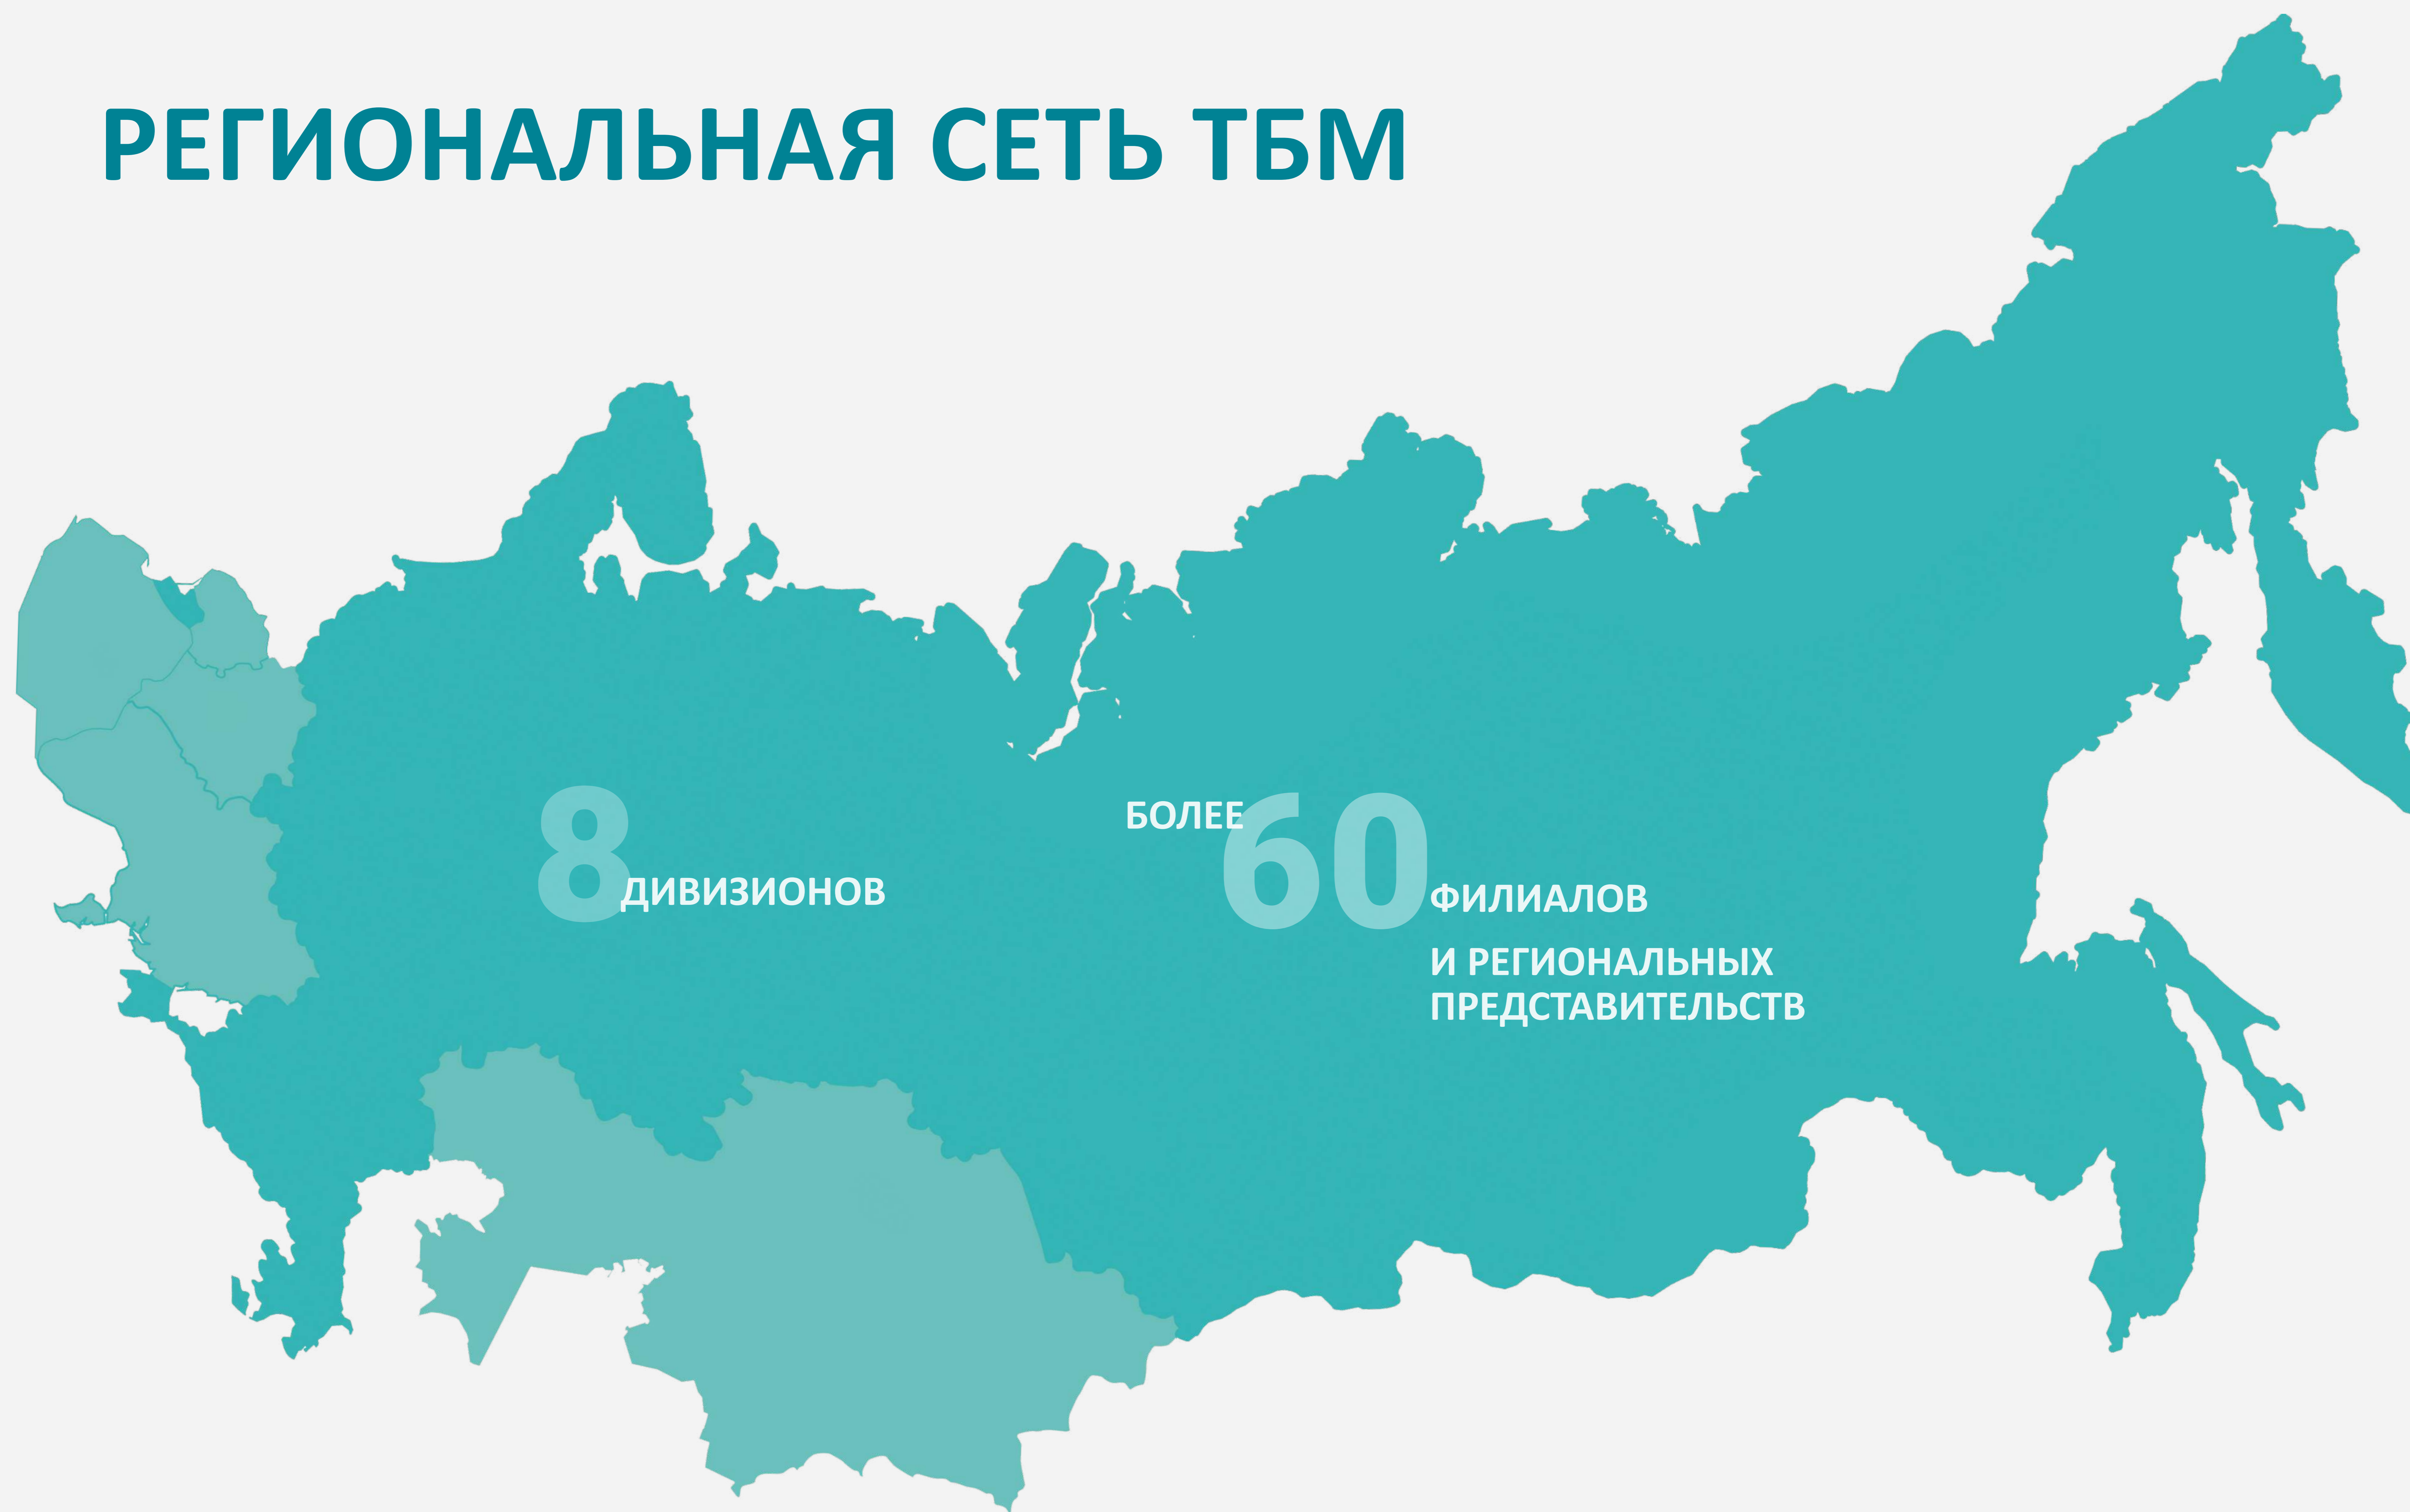 РЕГИОНАЛЬНАЯ СЕТЬ ТБМ
8 ДИВИЗИОНОВ
БОЛЕЕ 60 ФИЛИАЛОВ
И РЕГИОНАЛЬНЫХ
ПРЕДСТАВИТЕЛЬСТВ